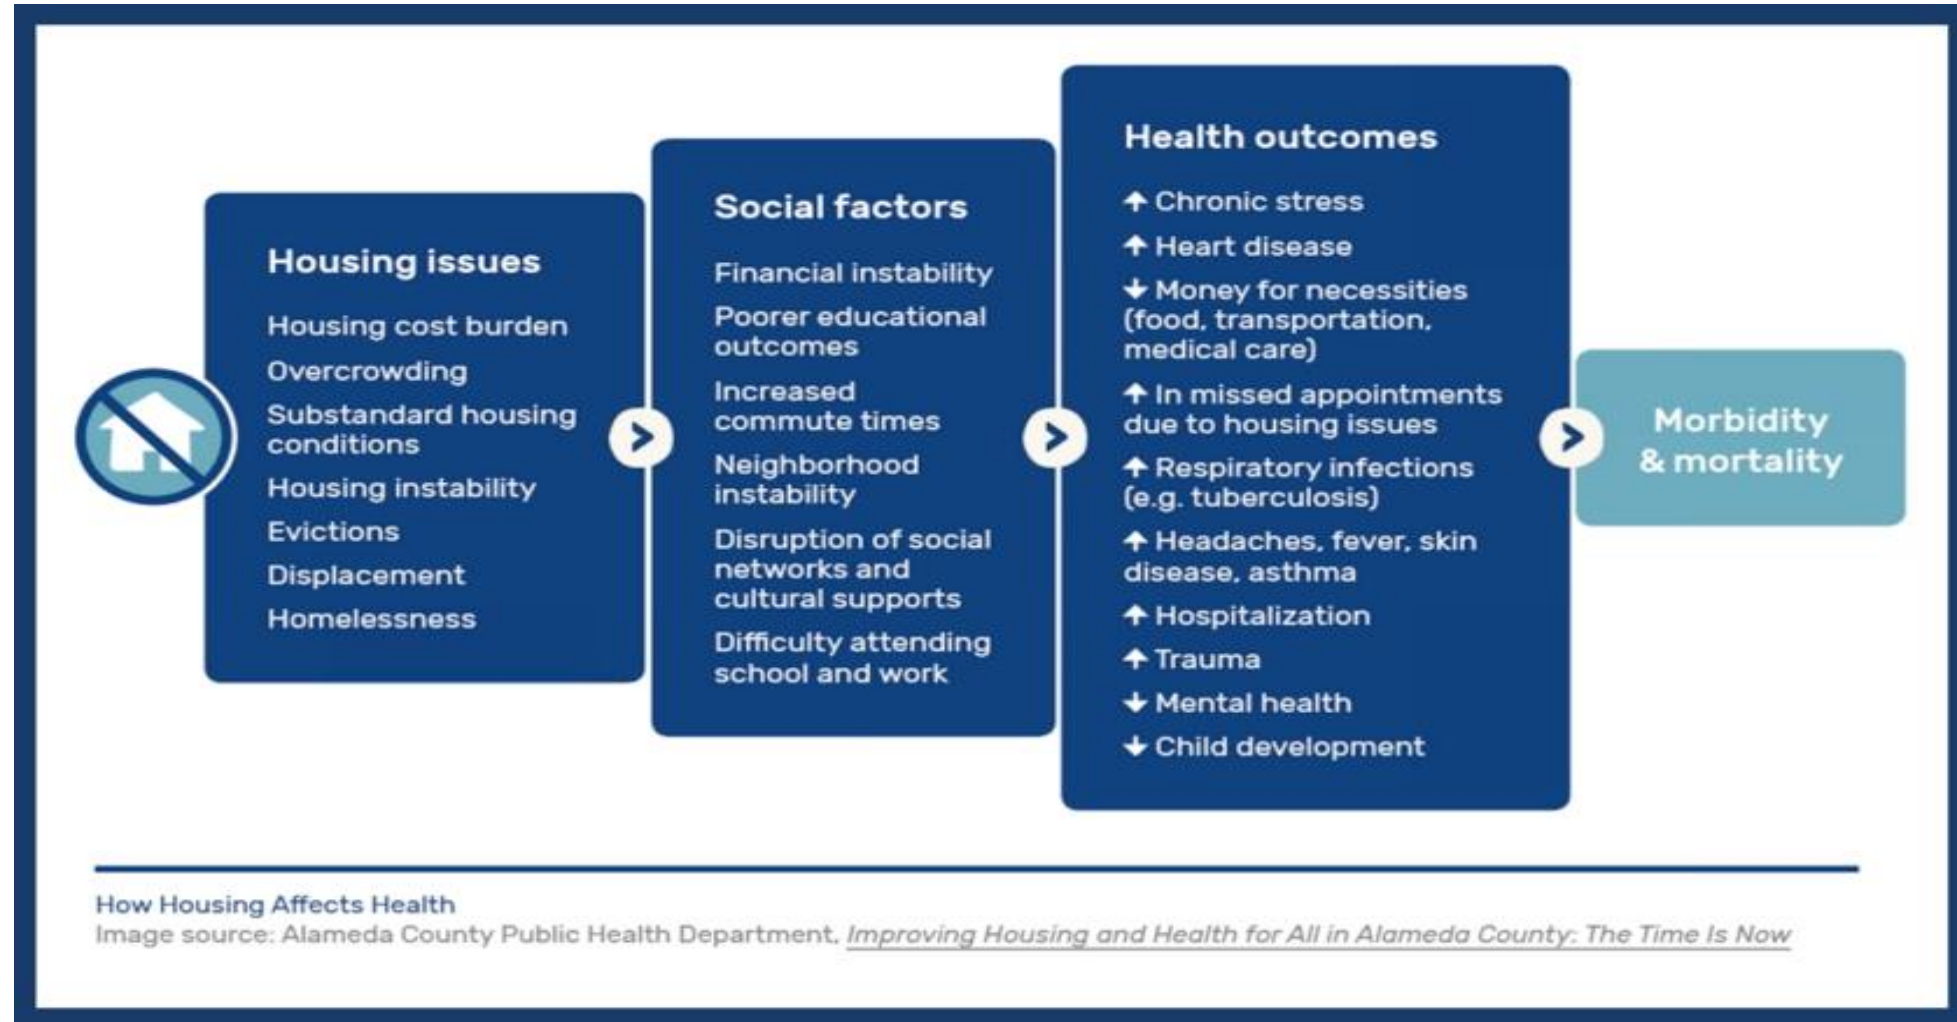 Housing issues
Housing cost burden
Overcrowding
Substandard housing
conditions
Housing instability
Evictions
Displacement
Homelessness
Social factors
Financial instability
Poorer educational
outcomes
Increased
commute times
Neighborhood
instability
Disruption of social
networks and
cultural supports
Difficulty attending
school and work
Health outcomes
↑ Chronic stress
↑ Heart disease
↓ Money for necessities
(food, transportation,
medical care)
↑ In missed appointments
due to housing issues
↑ Respiratory infections
(e.g. tuberculosis)
↑ Headaches, fever, skin
disease, asthma
↑ Hospitalization
↑ Trauma
↓ Mental health
↓ Child development
Morbidity
& mortality
How Housing Affects Health
Image source: Alameda County Public Health Department, Improving Housing and Health for All in Alameda County: The Time Is Now